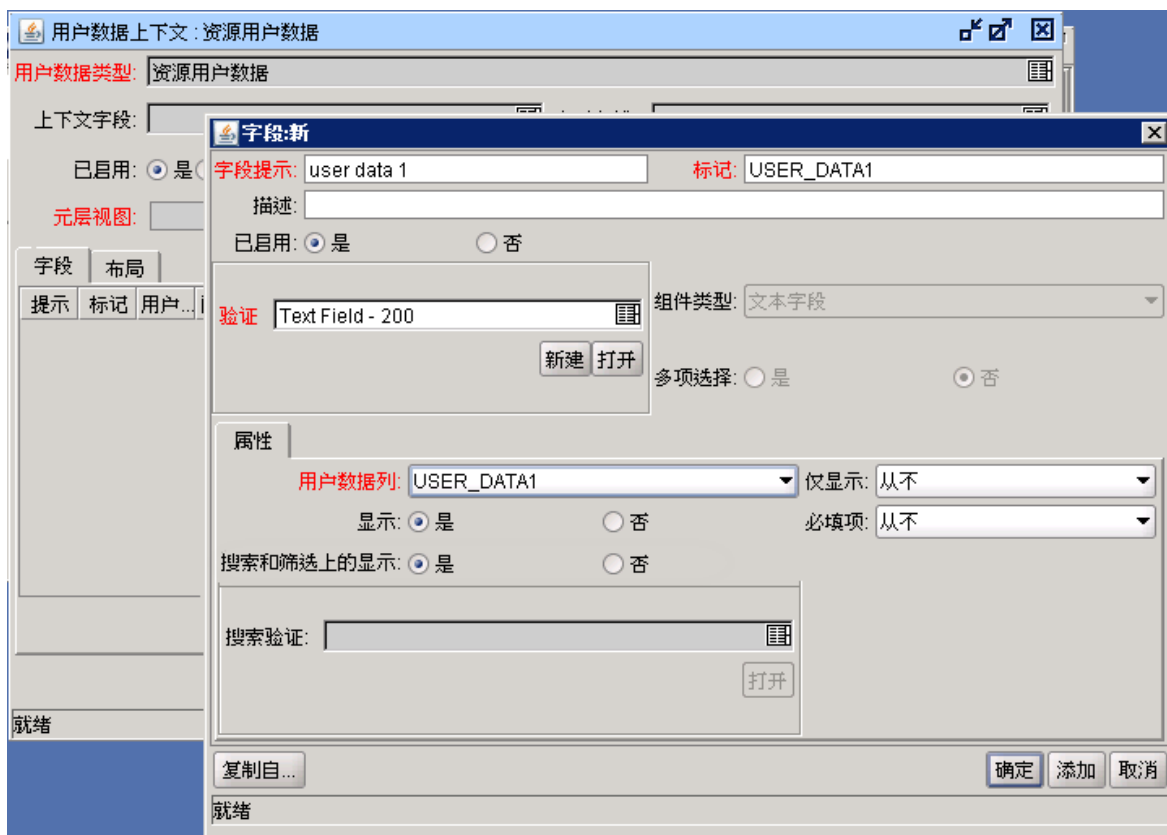 用户数据上下文 : 资源用户数据
用户数据类型: 资源用户数据
上下文字段:
已启用: 是
元层视图:
字段 布局
提示 标记 用户...
就绪
字段:新
字段提示: user data 1 标记: USER_DATA1
描述:
已启用: 是 否
验证 Text Field - 200 组件类型: 文本字段
新建 打开
多项选择: 是 否
属性
用户数据列: USER_DATA1 仅显示: 从不
显示: 是 否 必填项: 从不
搜索和筛选上的显示: 是 否
搜索验证:
打开
复制自... 确定 添加 取消
就绪